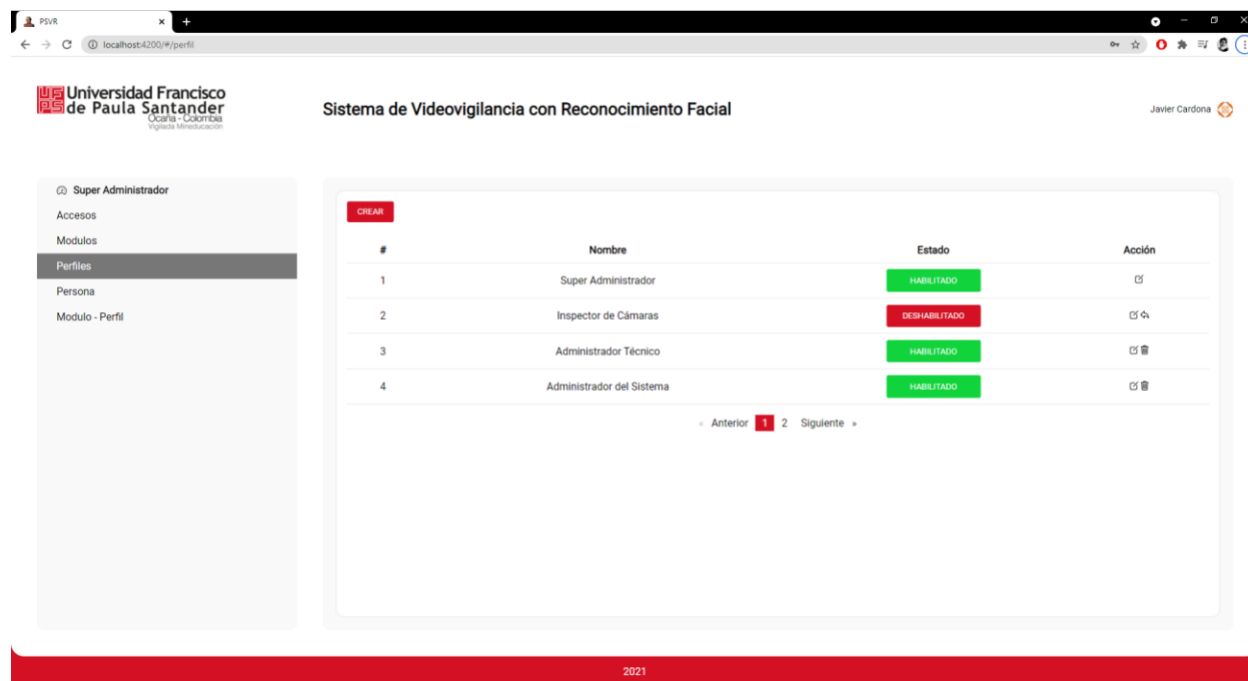 PSVR
localhost:4200/#/perfil
Universidad Francisco
de Paula Santander
Ocaña - Colombia
Vigilada Mineducación
Sistema de Videovigilancia con Reconocimiento Facial
Javier Cardona
Super Administrador
Accesos
Modulos
Perfiles
Persona
Modulo - Perfil
CREAR
# Nombre Estado Acción
1 Super Administrador HABILITADO
2 Inspector de Cámaras DESHABILITADO
3 Administrador Técnico HABILITADO
4 Administrador del Sistema HABILITADO
« Anterior 1 2 Siguiente »
2021